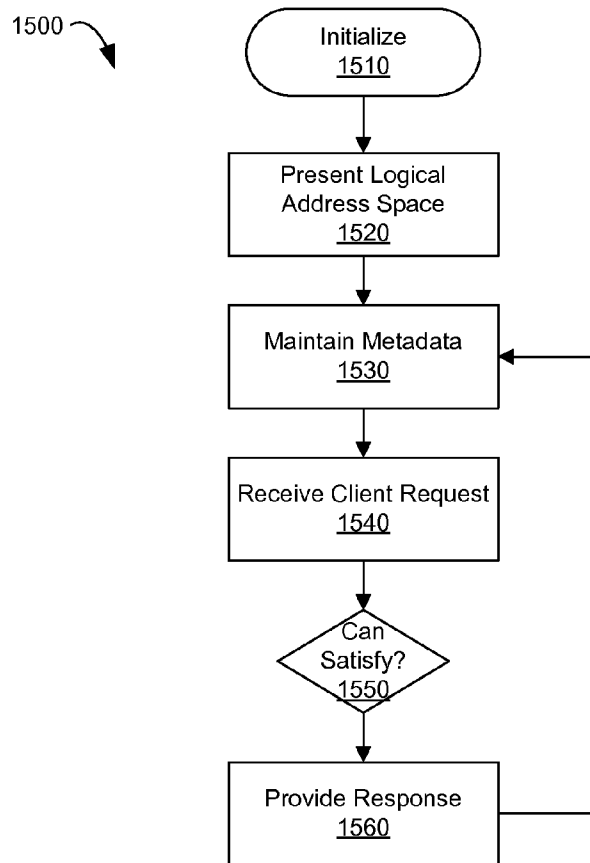 1500
Initialize
1510
Present Logical
Address Space
1520
Maintain Metadata
1530
Receive Client Request
1540
Can
Satisfy?
1550
Provide Response
1560